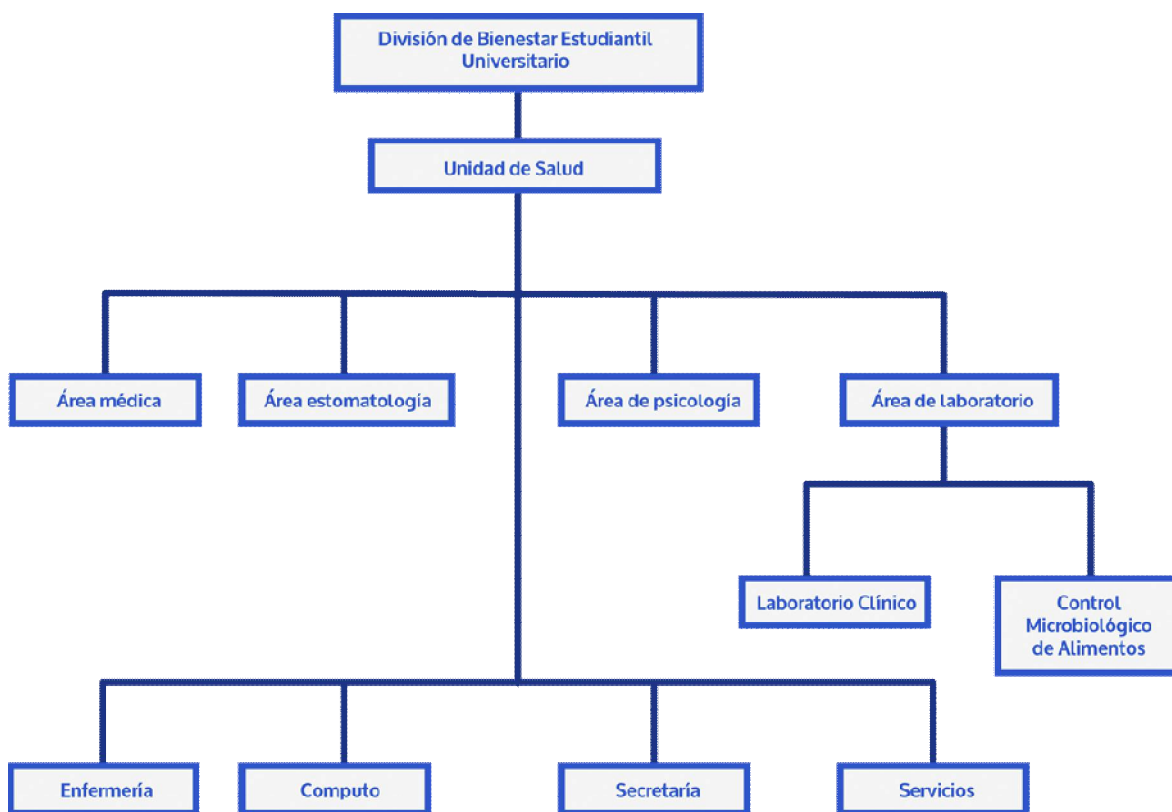 División de Bienestar Estudiantil
Universitario
Unidad de Salud
Área médica
Área estomatología
Área de psicología
Área de laboratorio
Laboratorio Clínico
Control
Microbiológico
de Alimentos
Enfermería
Computo
Secretaría
Servicios